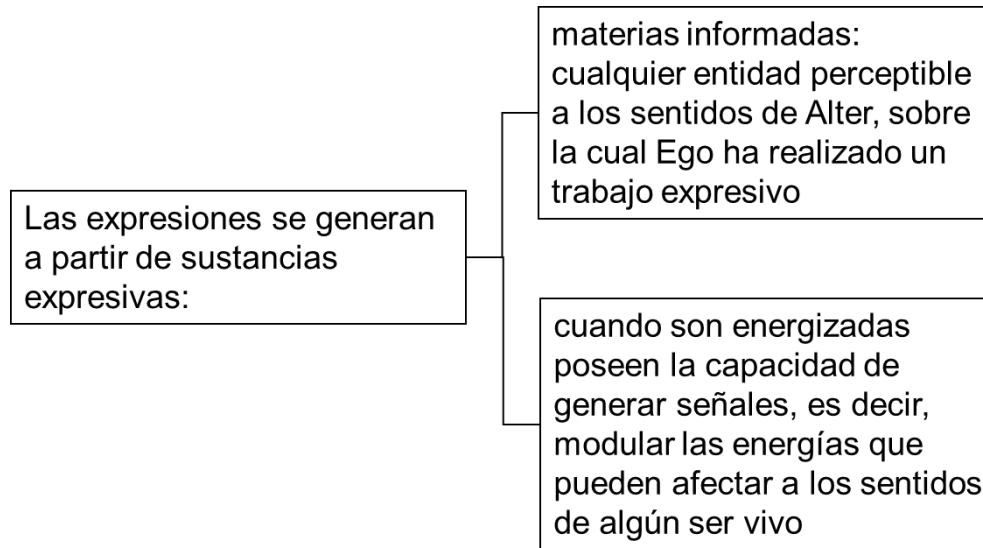 materias informadas:
cualquier entidad perceptible
a los sentidos de Alter, sobre
la cual Ego ha realizado un
trabajo expresivo
Las expresiones se generan
a partir de sustancias
expresivas:
cuando son energizadas
poseen la capacidad de
generar señales, es decir,
modular las energías que
pueden afectar a los sentidos
de algún ser vivo